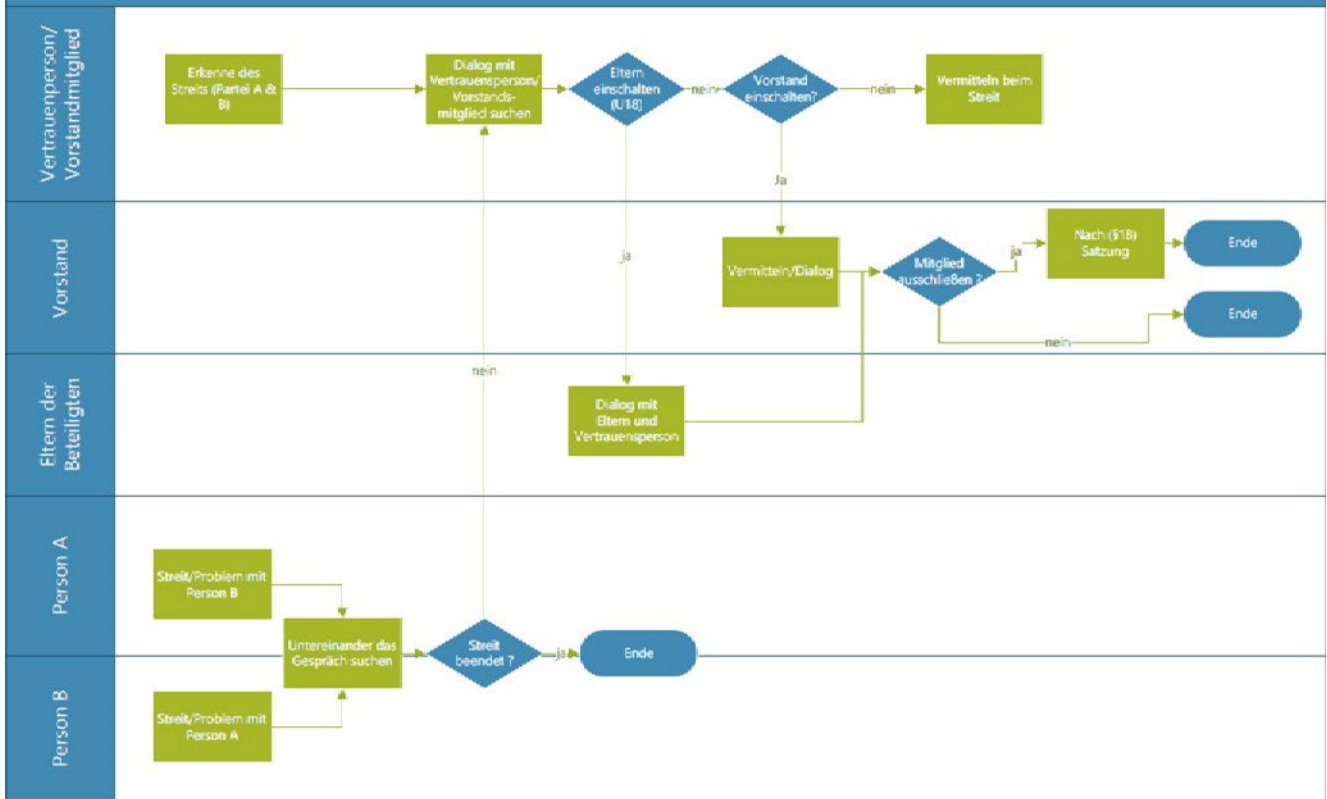 Vertrauenperson/
Vorstandmitglied
Erkenne des
Streits (Partei A &
B)
Dialog mit
Vertrauensperson/
Vorstands-
mitglied suchen
Eltern
einschalten
(U18)
nein
Vorstand
einschalten?
nein
Vermitteln beim
Streit
Ja
ja
Vorstand
Vermitteln/Dialog
Mitglied
ausschließen ?
ja
Nach (§18)
Satzung
Ende
nein
Ende
Eltern der
Beteiligten
nein
Dialog mit
Eltern und
Vertrauensperson
Person A
Streit/Problem mit
Person B
Untereinander das
Gespräch suchen
Streit
beendet ?
ja
Ende
Person B
Streit/Problem mit
Person A